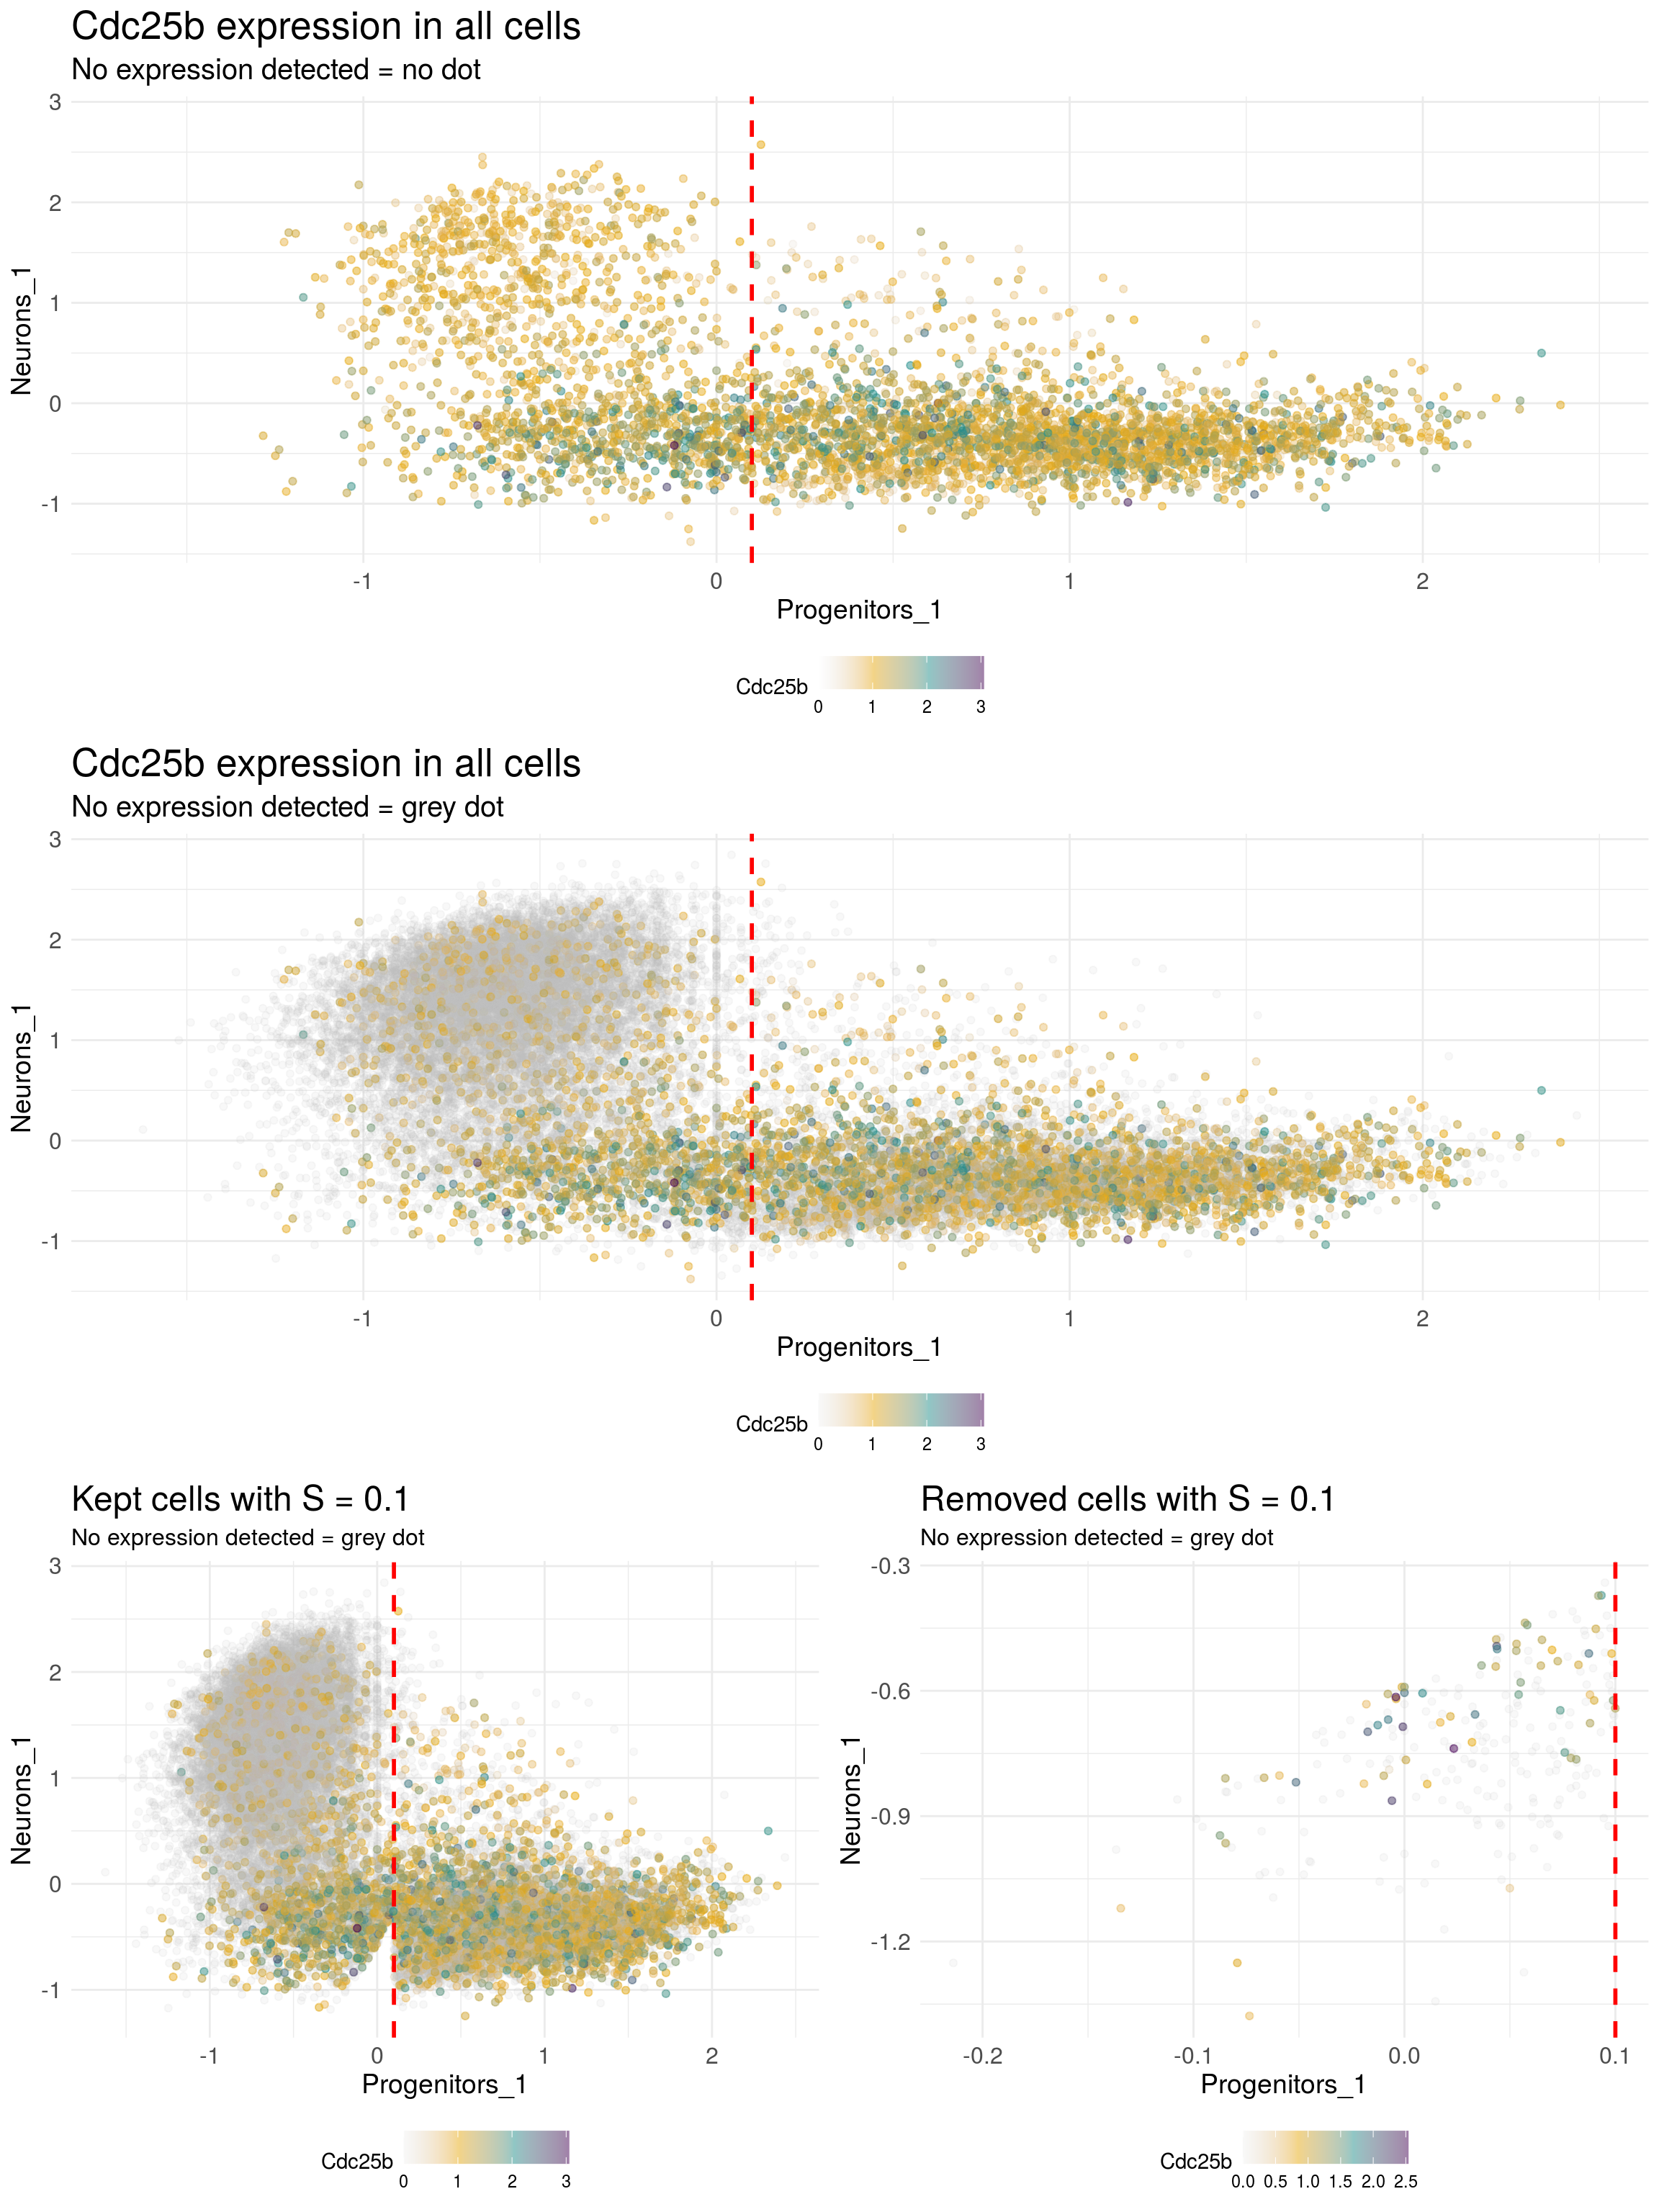 Cdc25b expression in all cells
No expression detected = no dot
3
2
1
0
-1
Neurons_1
-1 0 1 2
Progenitors_1
Cdc25b
0 1 2 3
Cdc25b expression in all cells
No expression detected = grey dot
3
2
1
0
-1
Neurons_1
-1 0 1 2
Progenitors_1
Cdc25b
0 1 2 3
Kept cells with S = 0.1
No expression detected = grey dot
3
2
1
0
-1
Neurons_1
-1 0 1 2
Progenitors_1
Cdc25b
0 1 2 3
Removed cells with S = 0.1
No expression detected = grey dot
-0.3
-0.6
-0.9
-1.2
Neurons_1
-0.2 -0.1 0.0 0.1
Progenitors_1
Cdc25b
0.0 0.5 1.0 1.5 2.0 2.5